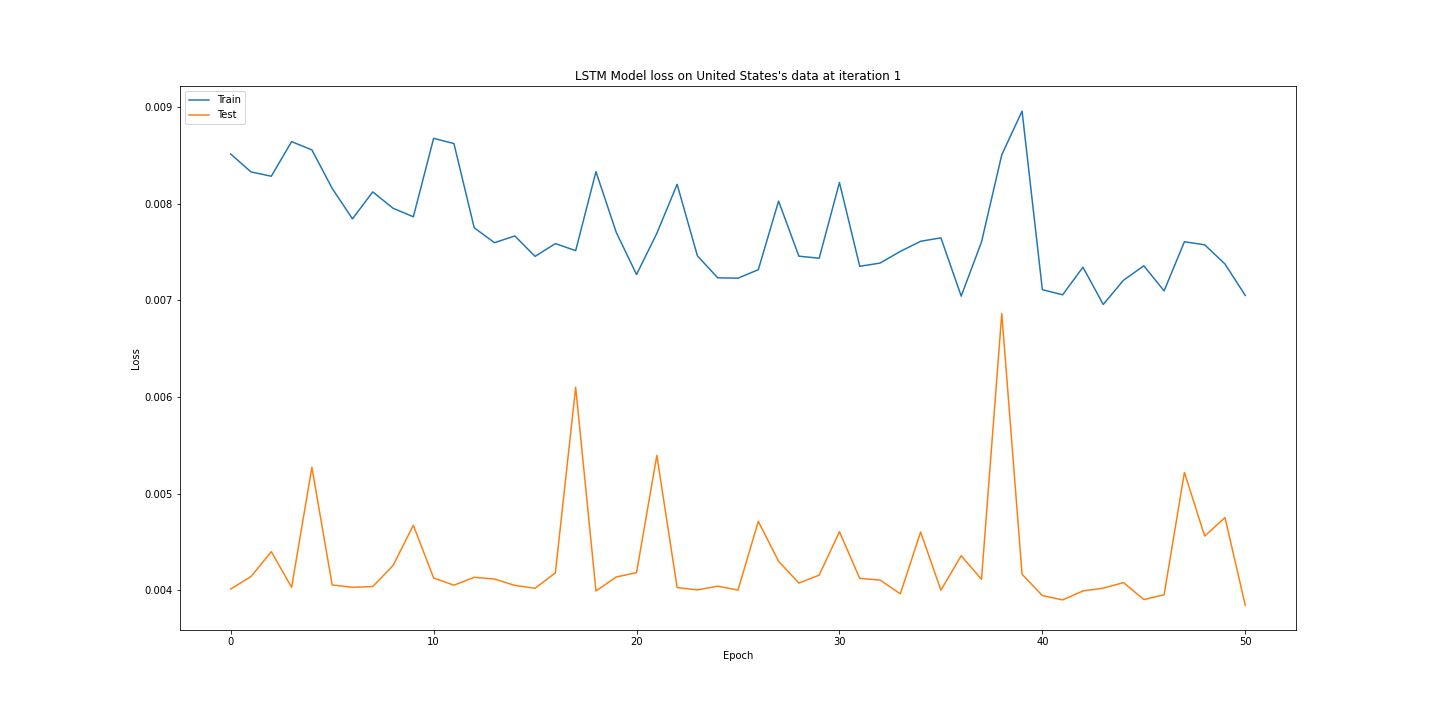 LSTM Model loss on United States's data at iteration 1
Train
Test
0.009
0.008
0.007
0.006
0.005
0.004
Loss
0 10 20 30 40 50
Epoch